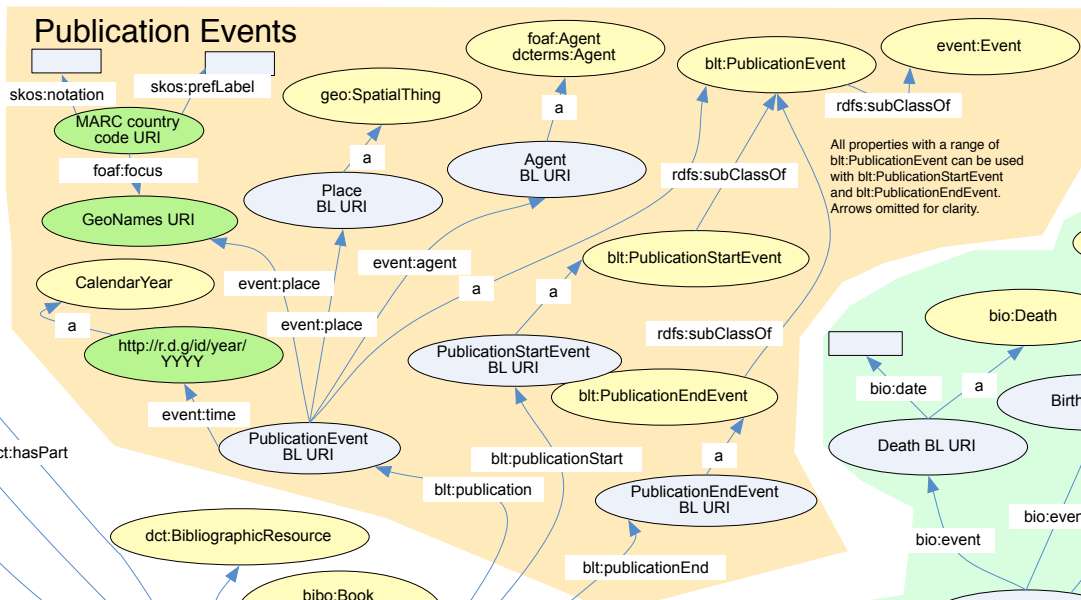 Publication Events
foaf:Agent
dcterms:Agent
event:Event
blt:PublicationEvent
skos:notation
skos:prefLabel
geo:SpatialThing
rdfs:subClassOf
a
MARC country
code URI
All properties with a range of
blt:PublicationEvent can be used
with blt:PublicationStartEvent
and blt:PublicationEndEvent.
Arrows omitted for clarity.
a
foaf:focus
Agent
BL URI
rdfs:subClassOf
Place
BL URI
GeoNames URI
event:agent
blt:PublicationStartEvent
CalendarYear
event:place
a
a
a
event:place
rdfs:subClassOf
bio:Death
http://r.d.g/id/year/
YYYY
PublicationStartEvent
BL URI
bio:date
a
blt:PublicationEndEvent
Birth
event:time
PublicationEvent
BL URI
Death BL URI
ct:hasPart
blt:publicationStart
a
blt:publication
PublicationEndEvent
BL URI
bio:even
dct:BibliographicResource
bio:event
blt:publicationEnd
bibo:Book